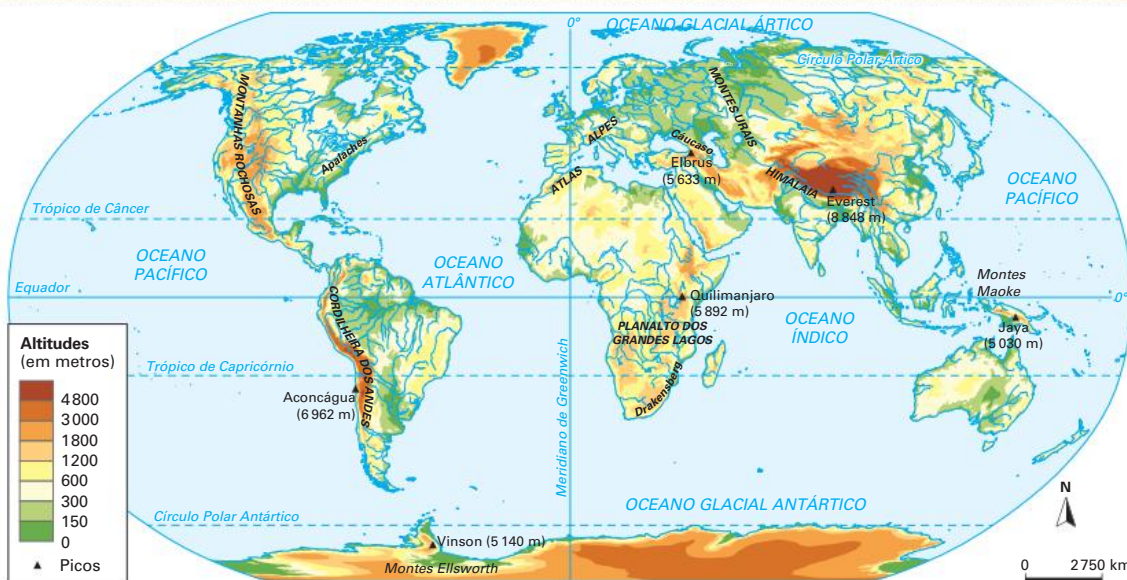 0°
OCEANO GLACIAL ÁRTICO
Círculo Polar Ártico
MONTANHAS ROCHOSAS
Apalaches
ALPES
MONTES URAIS
Cáucaso
Elbrus
(5 633 m)
ATLAS
HIMALAIA
Everest
(8 848 m)
OCEANO
PACÍFICO
Trópico de Câncer
OCEANO
PACÍFICO
OCEANO
ATLÂNTICO
Montes
Maoke
Equador
0°
Quilimanjaro
(5 892 m)
OCEANO
ÍNDICO
Jaya
(5 030 m)
PLANALTO DOS
GRANDES LAGOS
CORDILHEIRA DOS ANDES
Trópico de Capricórnio
Aconcágua
(6 962 m)
Drakensberg
Meridiano de Greenwich
Altitudes
(em metros)
4 800
3 000
1 800
1 200
600
300
150
0
Picos
OCEANO GLACIAL ANTÁRTICO
Círculo Polar Antártico
Vinson (5 140 m)
Montes Ellsworth
N
0 2 750 km